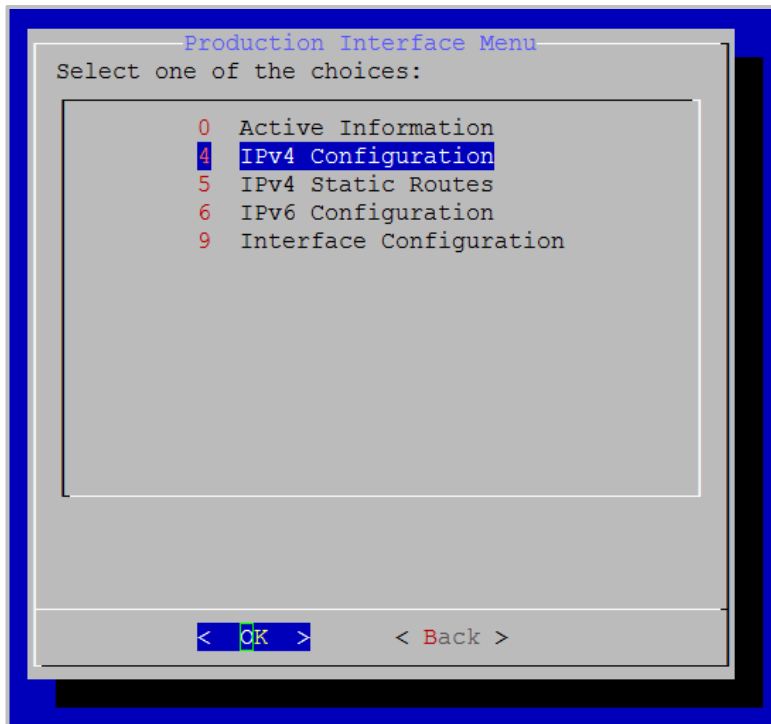 Production Interface Menu
Select one of the choices:
0 Active Information
4 IPv4 Configuration
5 IPv4 Static Routes
6 IPv6 Configuration
9 Interface Configuration
< OK > < Back >